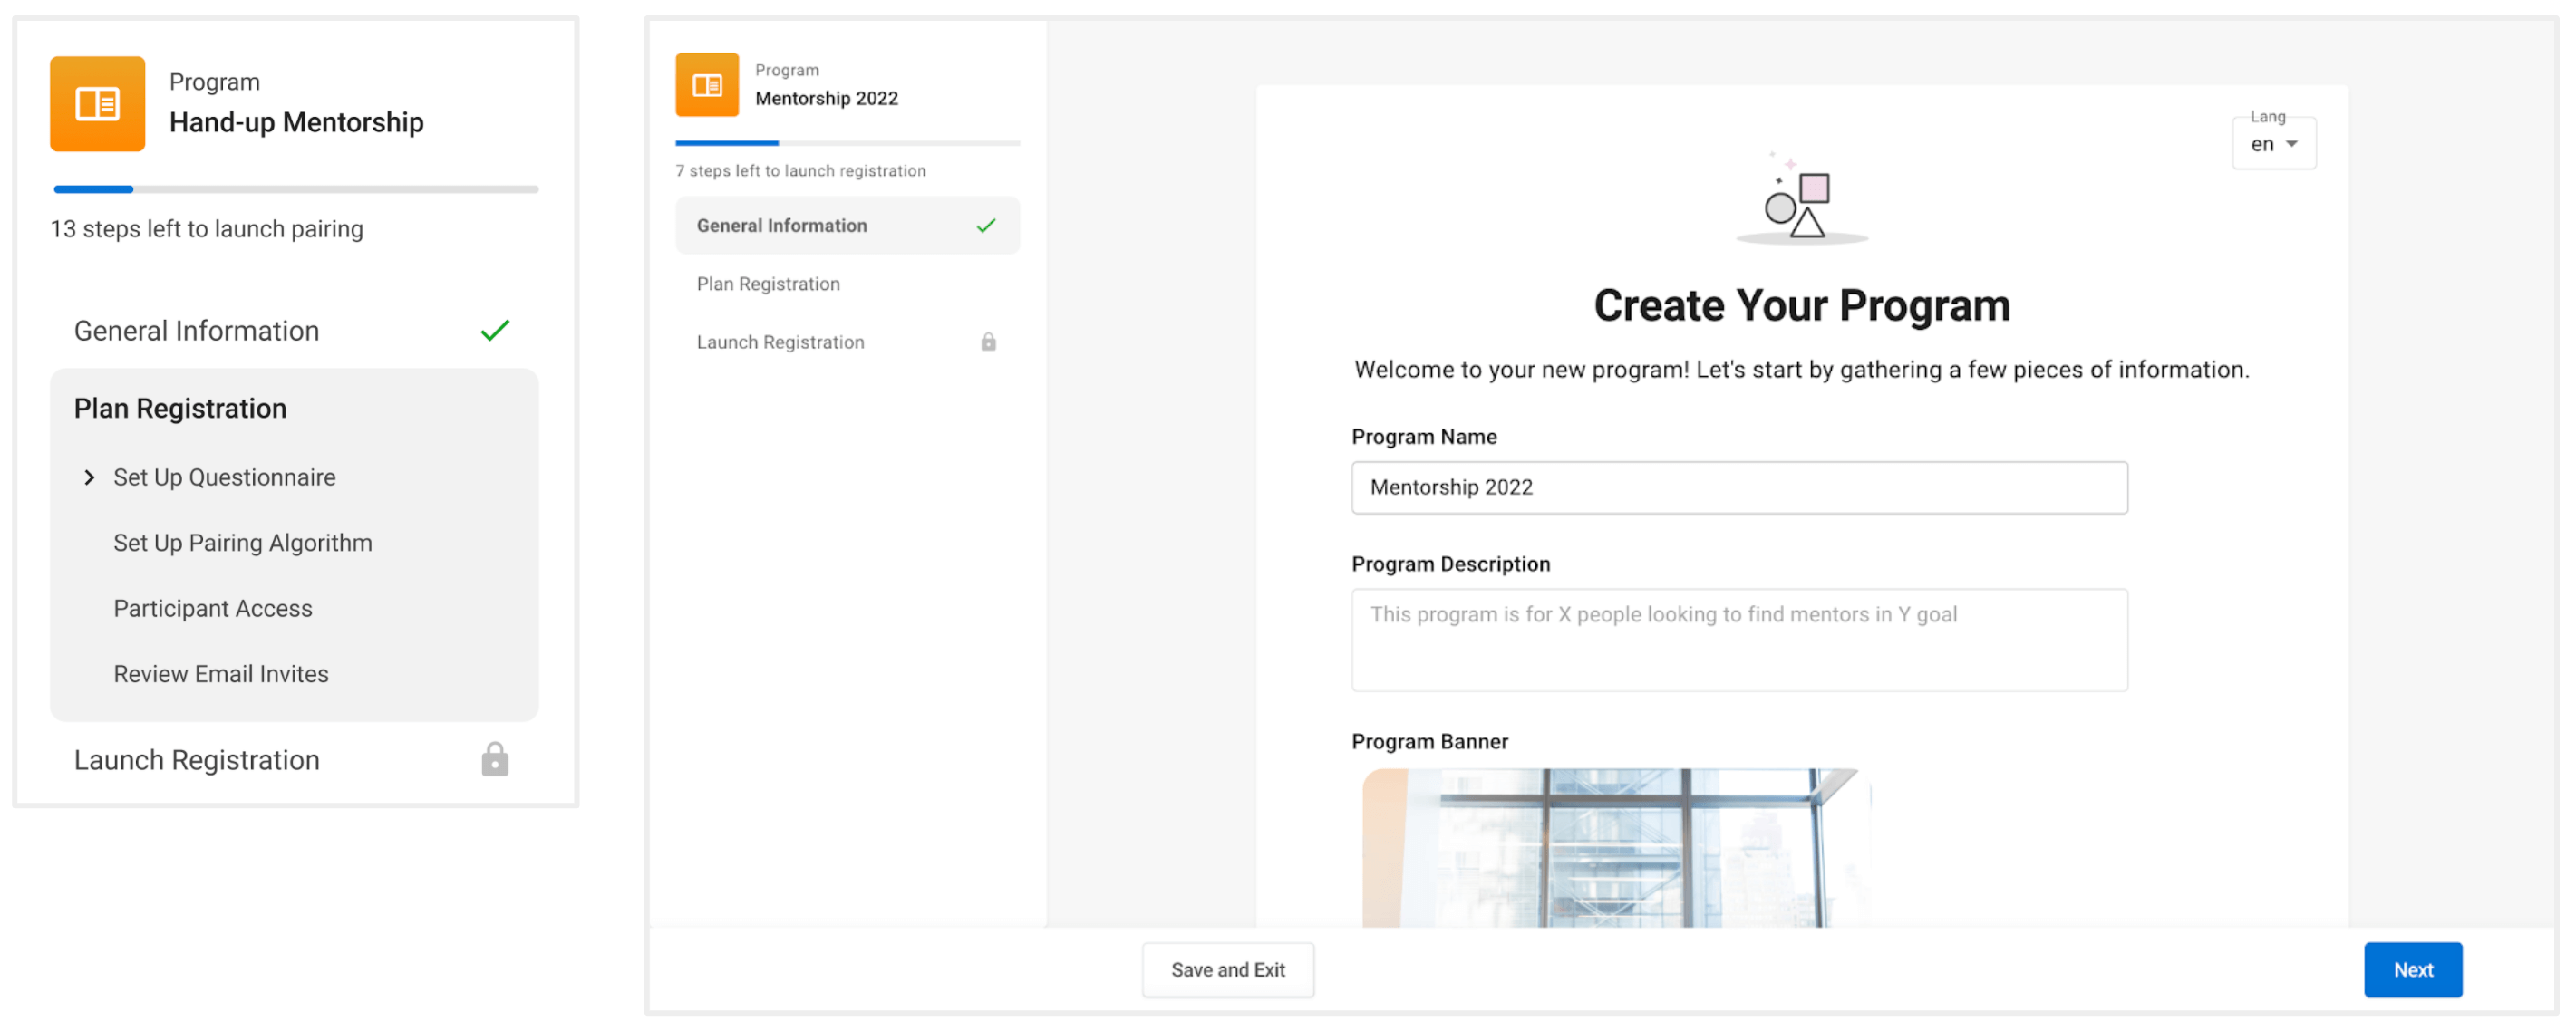 Program
Hand-up Mentorship
13 steps left to launch pairing
General Information
Plan Registration
Set Up Questionnaire
Set Up Pairing Algorithm
Participant Access
Review Email Invites
Launch Registration
Program
Mentorship 2022
7 steps left to launch registration
General Information
Plan Registration
Launch Registration
Lang
en
Create Your Program
Welcome to your new program! Let's start by gathering a few pieces of information.
Program Name
Mentorship 2022
Program Description
This program is for X people looking to find mentors in Y goal
Program Banner
Save and Exit
Next